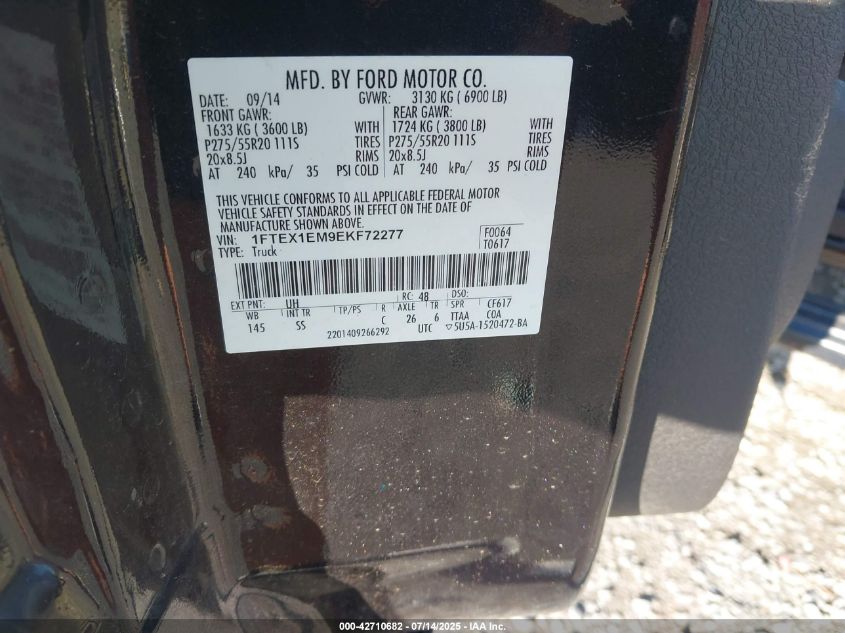 MFD. BY FORD MOTOR CO.
DATE: 09/14 GVWR: 3130 KG ( 6900 LB)
FRONT GAWR: REAR GAWR:
1633 KG ( 3600 LB) WITH 1724 KG ( 3800 LB) WITH
P275/55R20 111S TIRES P275/55R20 111S TIRES
20x8.5J RIMS 20x8.5J RIMS
AT 240 kPa/ 35 PSI COLD AT 240 kPa/ 35 PSI COLD
THIS VEHICLE CONFORMS TO ALL APPLICABLE FEDERAL MOTOR
VEHICLE SAFETY STANDARDS IN EFFECT ON THE DATE OF
MANUFACTURE SHOWN ABOVE.
VIN: 1FTEX1EM9EKF72277 F0064
TYPE: Truck T0617
EXT PNT: UH RC: 48 DSO:
WB INT TR TP/PS R AXLE TR SPR CF617
145 SS C 26 6 TTAA COA
2201409266292 UTC ▽5U5A-1520472-BA
000-42710682 - 07/14/2025 - IAA Inc.